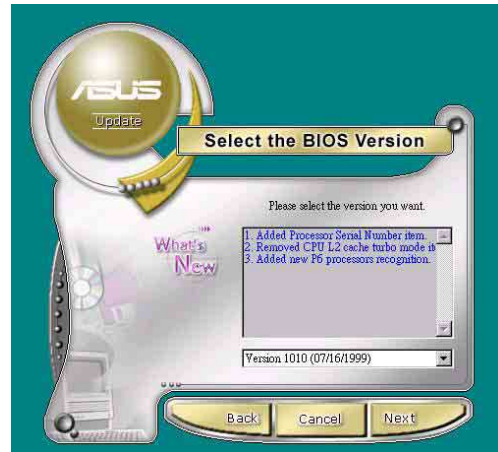 ASUS
Update
Select the BIOS Version
Please select the version you want.
What's
New
1. Added Processor Serial Number item.
2. Removed CPU L2 cache turbo mode it
3. Added new P6 processors recognition.
Version 1010 (07/16/1999)
Back
Cancel
Next